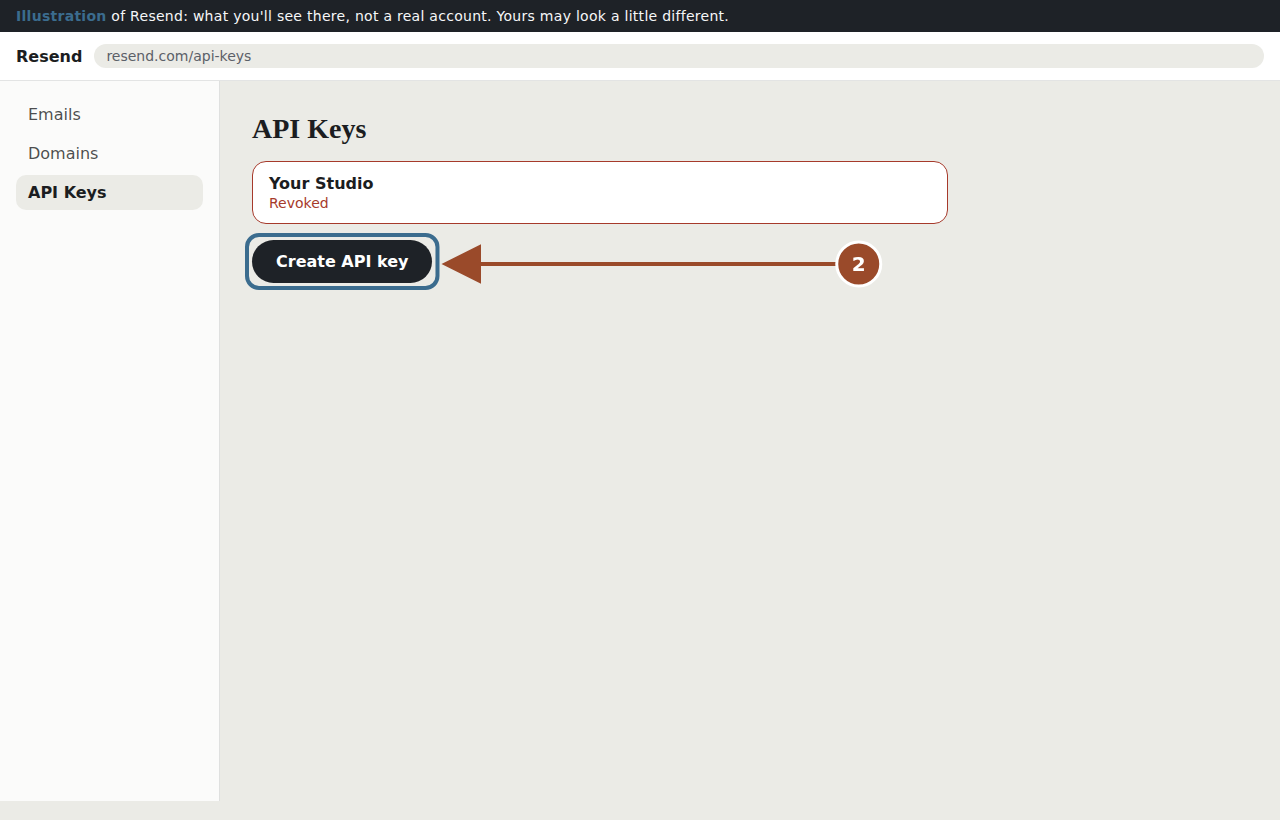 Illustration of Resend: what you'll see there, not a real account. Yours may look a little different.
Resend
resend.com/api-keys
Emails
Domains
API Keys
API Keys
Your Studio
Revoked
Create API key
2